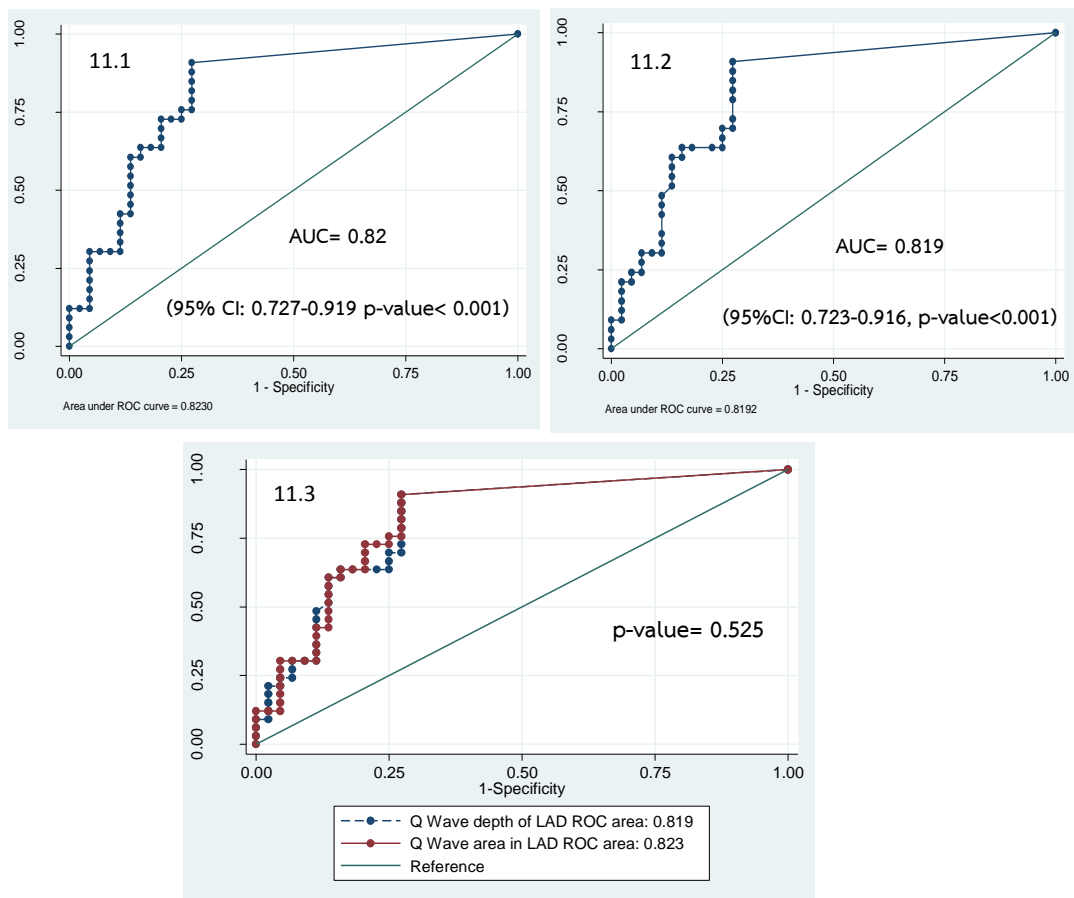 11.1
1.00
0.75
0.50
0.25
0.00
AUC= 0.82
(95% CI: 0.727-0.919 p-value< 0.001)
0.00 0.25 0.50 0.75 1.00
1 - Specificity
Area under ROC curve = 0.8230
11.2
1.00
0.75
0.50
0.25
0.00
AUC= 0.819
(95%CI: 0.723-0.916, p-value<0.001)
0.00 0.25 0.50 0.75 1.00
1 - Specificity
Area under ROC curve = 0.8192
11.3
1.00
0.75
0.50
0.25
0.00
p-value= 0.525
0.00 0.25 0.50 0.75 1.00
1-Specificity
Q Wave depth of LAD ROC area: 0.819
Q Wave area in LAD ROC area: 0.823
Reference